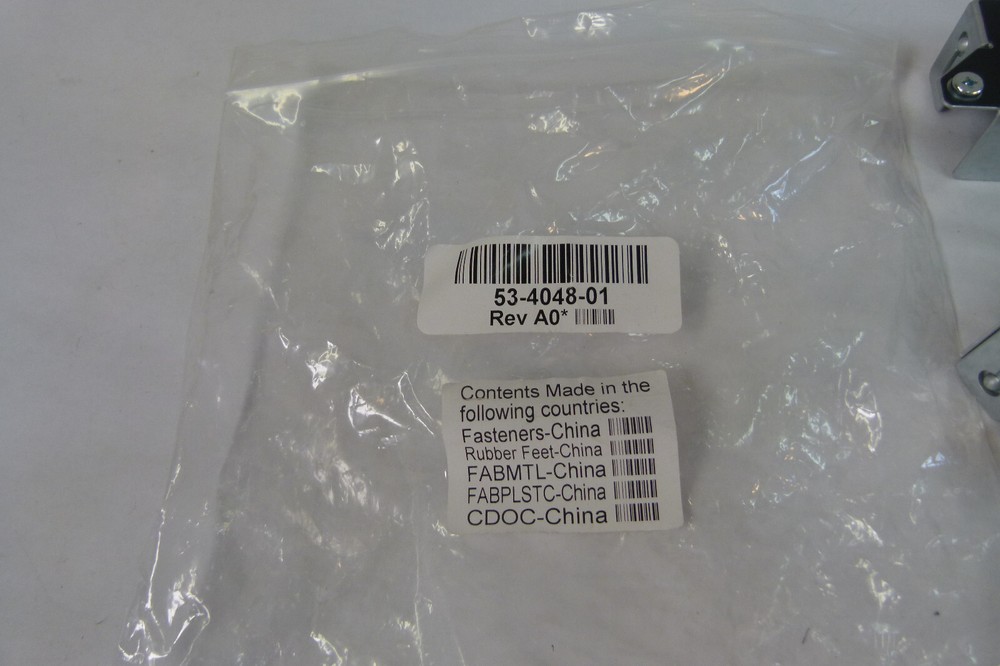 53-4048-01
Rev A0*
Contents Made in the
following countries:
Fasteners-China
Rubber Feet-China
FABMTL-China
FABPLSTC-China
CDOC-China